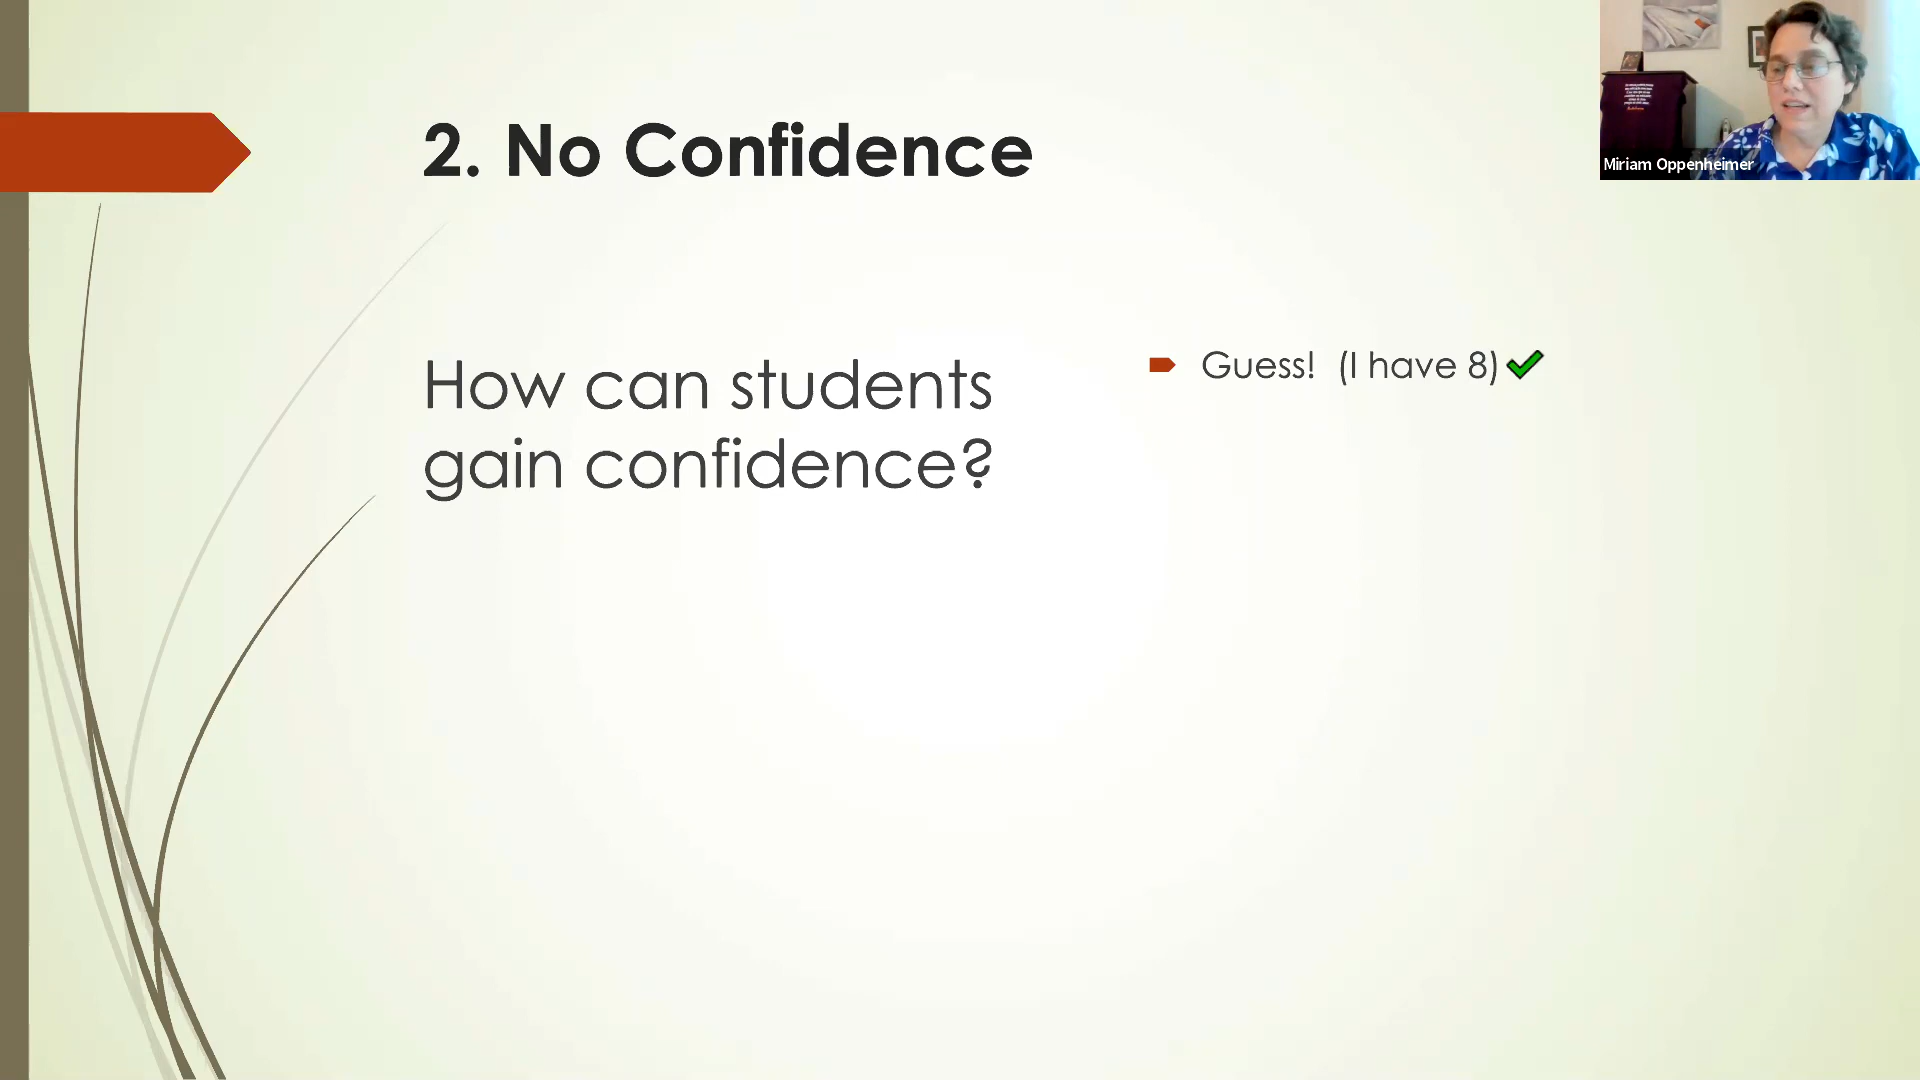 2. No Confidence
How can students
gain confidence?
Guess! (I have 8)
Miriam Oppenheimer